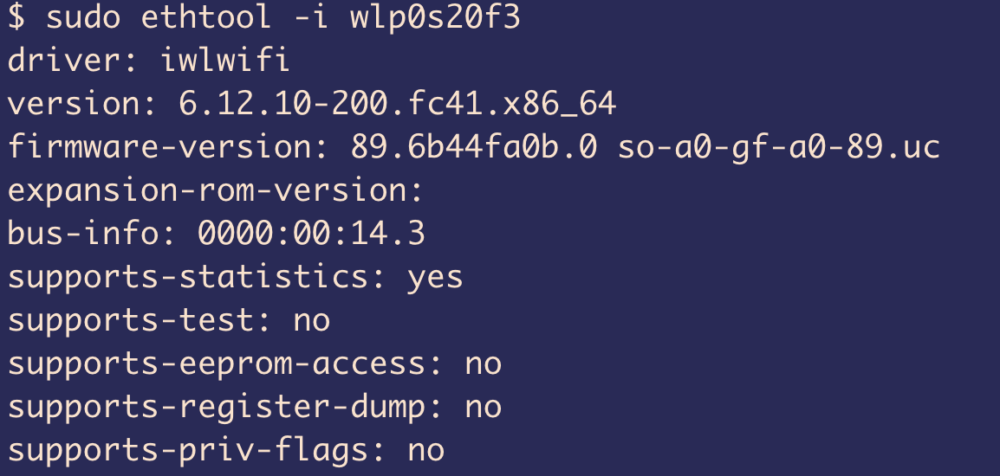 $ sudo ethtool -i wlp0s20f3
driver: iwlwifi
version: 6.12.10-200.fc41.x86_64
firmware-version: 89.6b44fa0b.0 so-a0-gf-a0-89.uc
expansion-rom-version:
bus-info: 0000:00:14.3
supports-statistics: yes
supports-test: no
supports-eeprom-access: no
supports-register-dump: no
supports-priv-flags: no